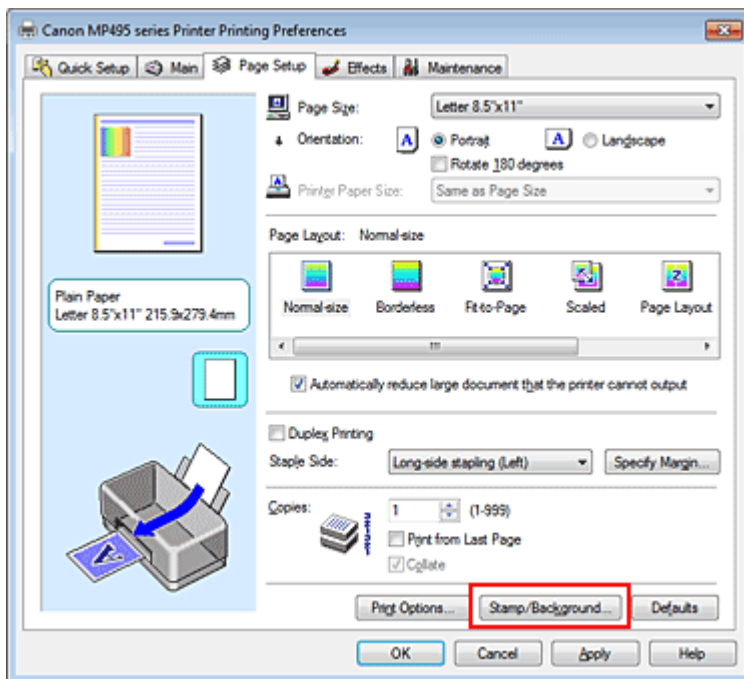 Canon MP495 series Printer Printing Preferences
Quick Setup Main Page Setup Effects Maintenance
Page Size: Letter 8.5"x11"
Orientation: A Portrait A Landscape
Rotate 180 degrees
Printer Paper Size: Same as Page Size
Page Layout: Normal-size
Normal-size Borderless Fit-to-Page Scaled Page Layout
Plain Paper
Letter 8.5"x11" 215.9x279.4mm
Automatically reduce large document that the printer cannot output
Duplex Printing
Staple Side: Long-side stapling (Left) Specify Margin...
Copies: 1 (1-999)
Print from Last Page
Collate
Print Options... Stamp/Background... Defaults
OK Cancel Apply Help